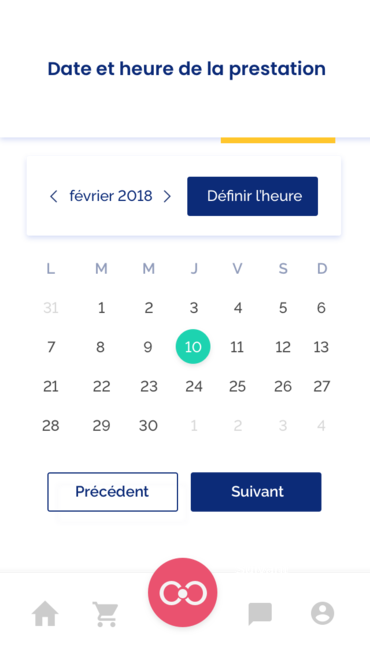 Date et heure de la prestation
février 2018 Définir l'heure
L M M J V S D
31 1 2 3 4 5 6
7 8 9 10 11 12 13
21 22 23 24 25 26 27
28 29 30 1 2 3 4
Précédent Suivant